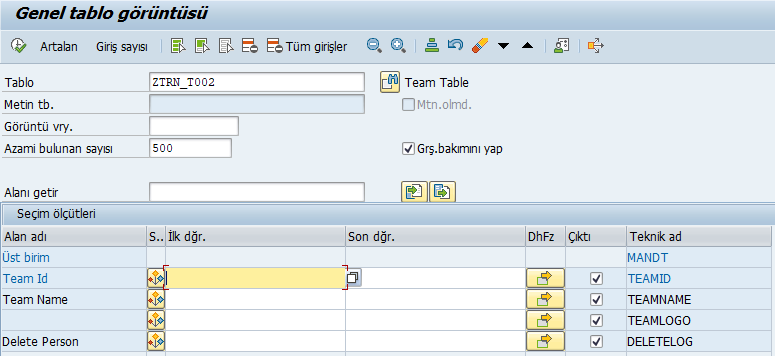 Genel tablo görüntüsü
Artalan Giriş sayısı Tüm girişler
Tablo ZTRN_T002 Team Table
Metin tb. Mtn.olmd.
Görüntü vry.
Azami bulunan sayısı 500 Grş.bakımını yap
Alanı getir
Seçim ölçütleri
Alan adı S.. İlk dğr. Son dğr. DhFz Çıktı Teknik ad
Üst birim MANDT
Team Id TEAMID
Team Name TEAMNAME
TEAMLOGO
Delete Person DELETELOG